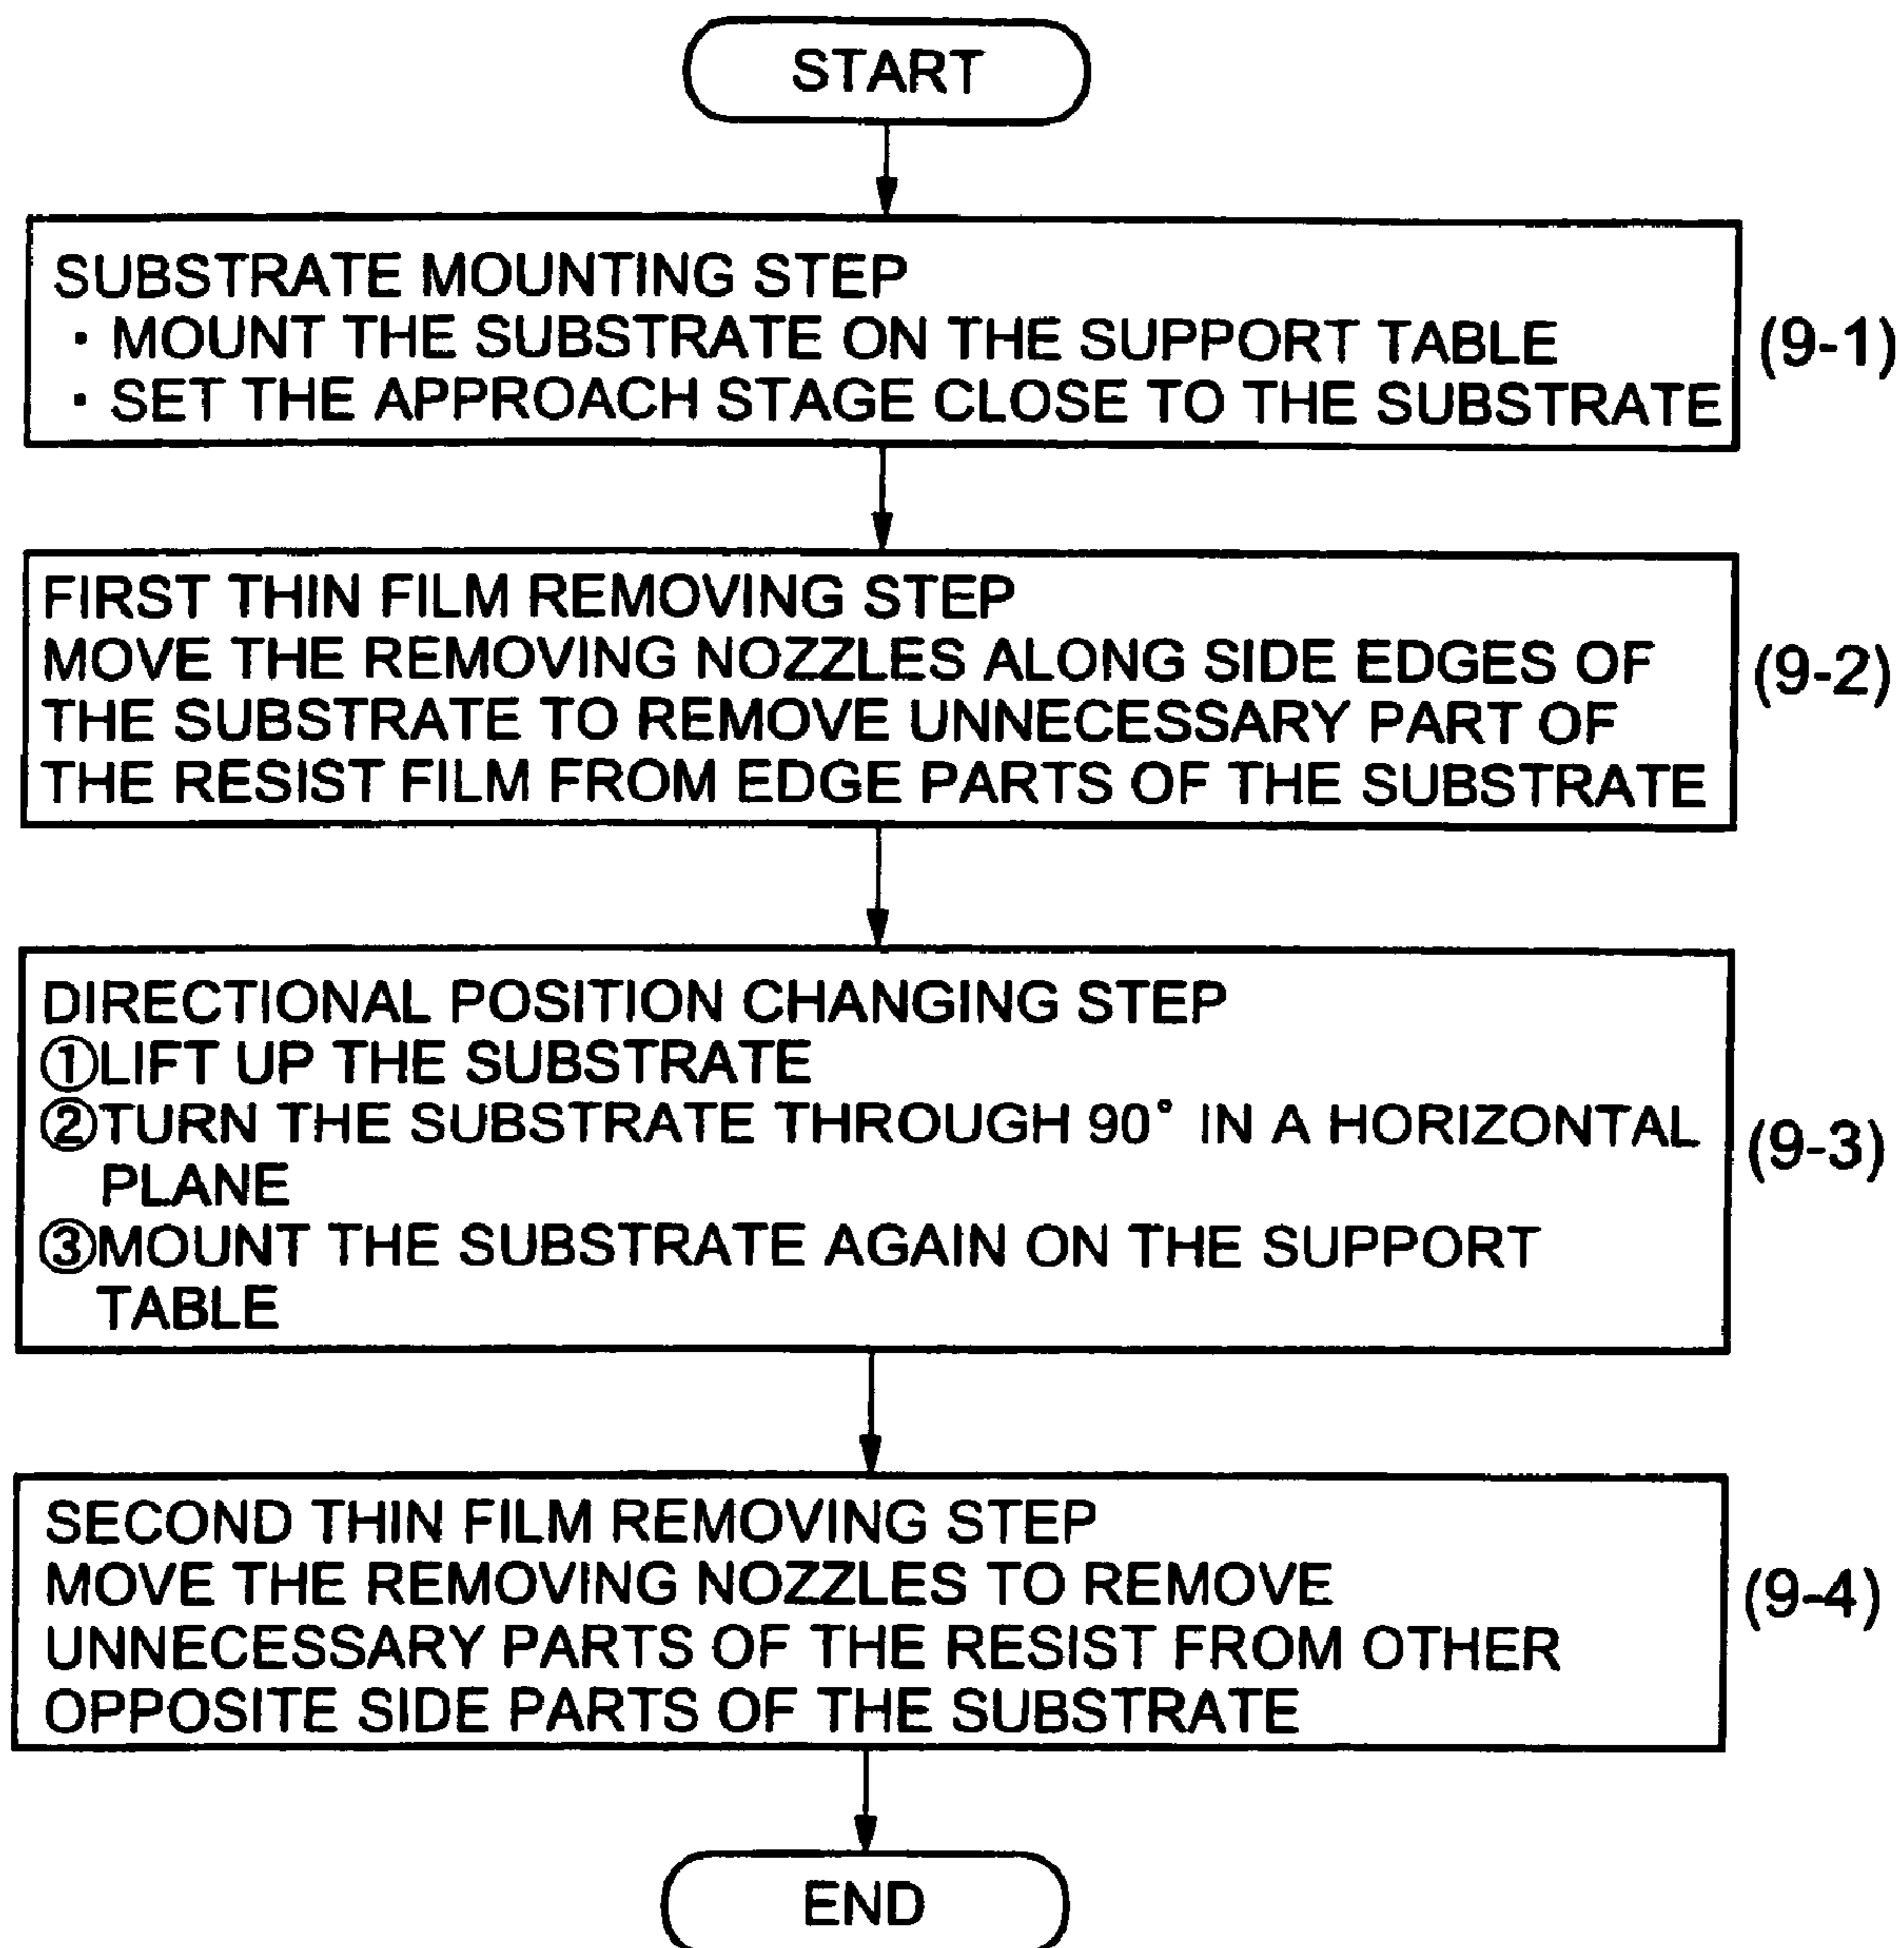 START
SUBSTRATE MOUNTING STEP
・MOUNT THE SUBSTRATE ON THE SUPPORT TABLE
・SET THE APPROACH STAGE CLOSE TO THE SUBSTRATE
(9-1)
FIRST THIN FILM REMOVING STEP
MOVE THE REMOVING NOZZLES ALONG SIDE EDGES OF
THE SUBSTRATE TO REMOVE UNNECESSARY PART OF
THE RESIST FILM FROM EDGE PARTS OF THE SUBSTRATE
(9-2)
DIRECTIONAL POSITION CHANGING STEP
①LIFT UP THE SUBSTRATE
②TURN THE SUBSTRATE THROUGH 90° IN A HORIZONTAL
PLANE
③MOUNT THE SUBSTRATE AGAIN ON THE SUPPORT
TABLE
(9-3)
SECOND THIN FILM REMOVING STEP
MOVE THE REMOVING NOZZLES TO REMOVE
UNNECESSARY PARTS OF THE RESIST FROM OTHER
OPPOSITE SIDE PARTS OF THE SUBSTRATE
(9-4)
END